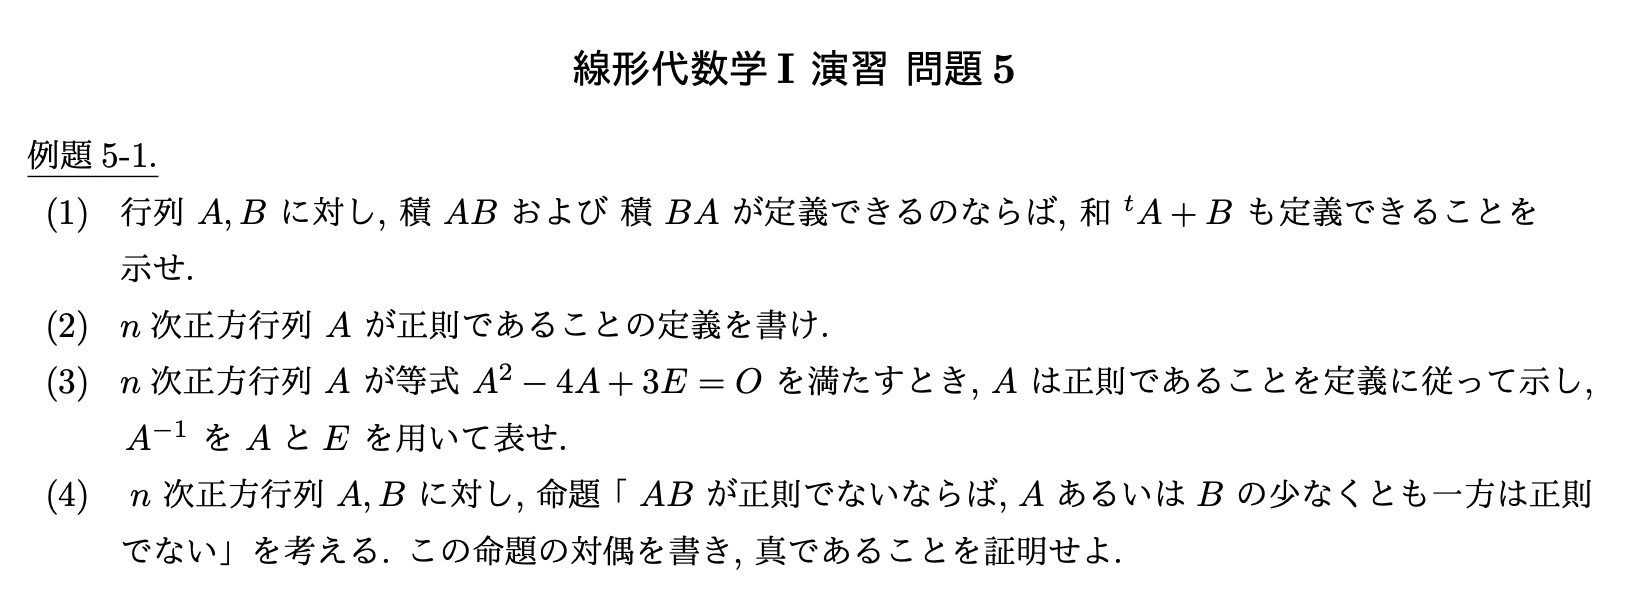 線形代数学 I 演習 問題 5
例題 5-1.
(1) 行列 A, B に対し, 積 AB および 積 BA が定義できるのならば, 和 ᵗA + B も定義できることを
示せ.
(2) n 次正方行列 A が正則であることの定義を書け.
(3) n 次正方行列 A が等式 A² − 4A + 3E = O を満たすとき, A は正則であることを定義に従って示し,
A⁻¹ を A と E を用いて表せ.
(4) n 次正方行列 A, B に対し, 命題「 AB が正則でないならば, A あるいは B の少なくとも一方は正則
でない」を考える. この命題の対偶を書き, 真であることを証明せよ.